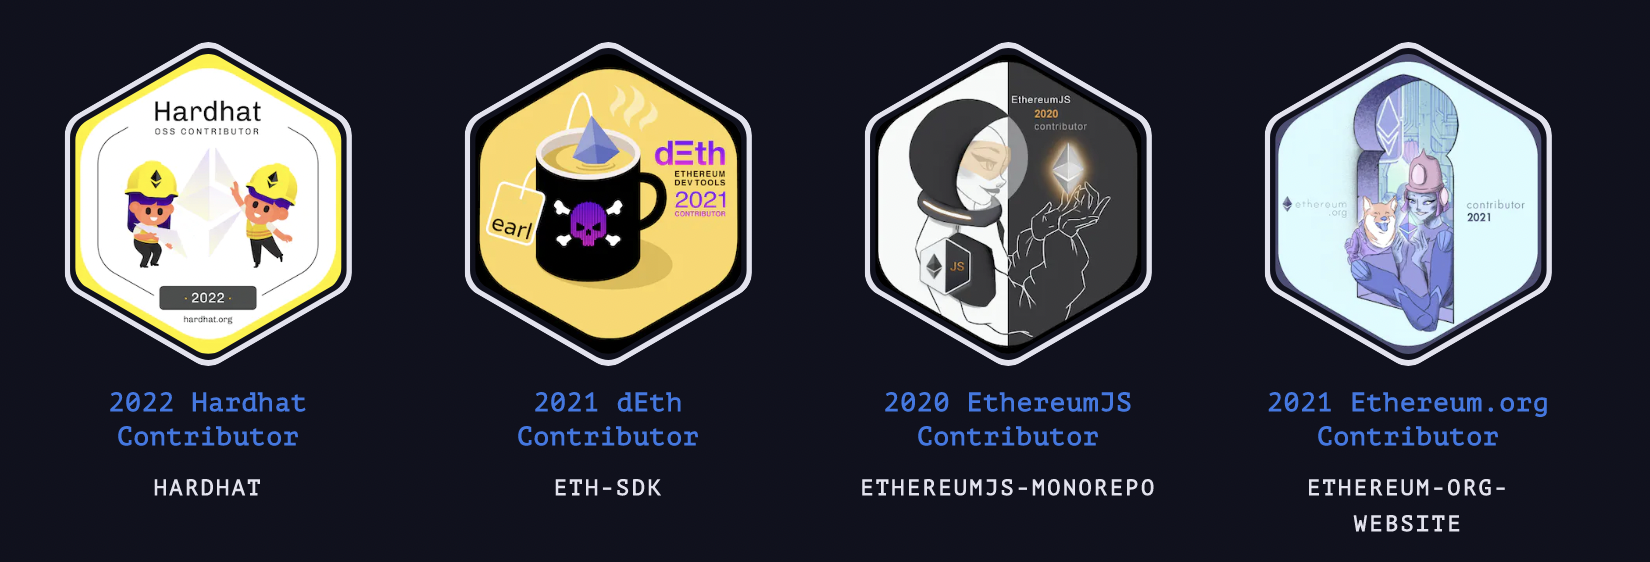 Hardhat
OSS CONTRIBUTOR
· 2022 ·
hardhat.org
2022 Hardhat
Contributor
HARDHAT
dΞth
ETHEREUM
DEV TOOLS
2021
CONTRIBUTOR
earl
2021 dEth
Contributor
ETH-SDK
EthereumJS
2020
contributor
JS
2020 EthereumJS
Contributor
ETHEREUMJS-MONOREPO
ethereum
.org
contributor
2021
2021 Ethereum.org
Contributor
ETHEREUM-ORG-
WEBSITE